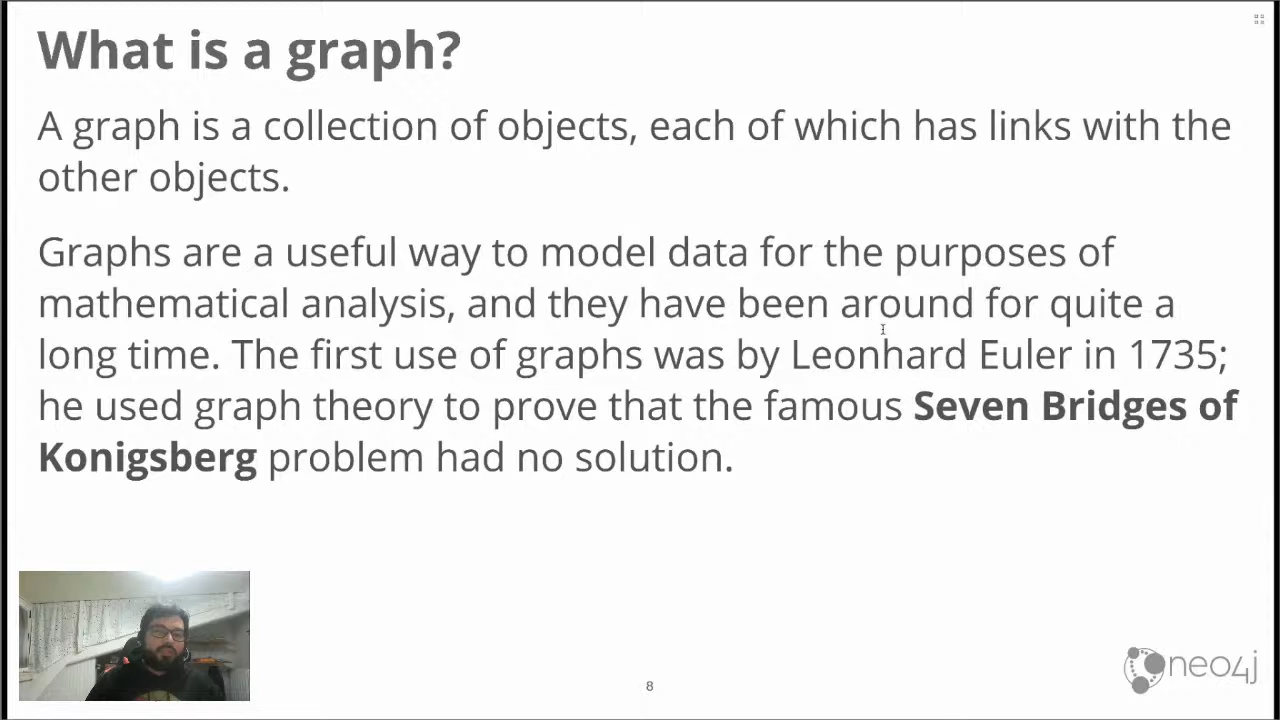 What is a graph?
A graph is a collection of objects, each of which has links with the
other objects.
Graphs are a useful way to model data for the purposes of
mathematical analysis, and they have been around for quite a
long time. The first use of graphs was by Leonhard Euler in 1735;
he used graph theory to prove that the famous Seven Bridges of
Konigsberg problem had no solution.
8
neo4j